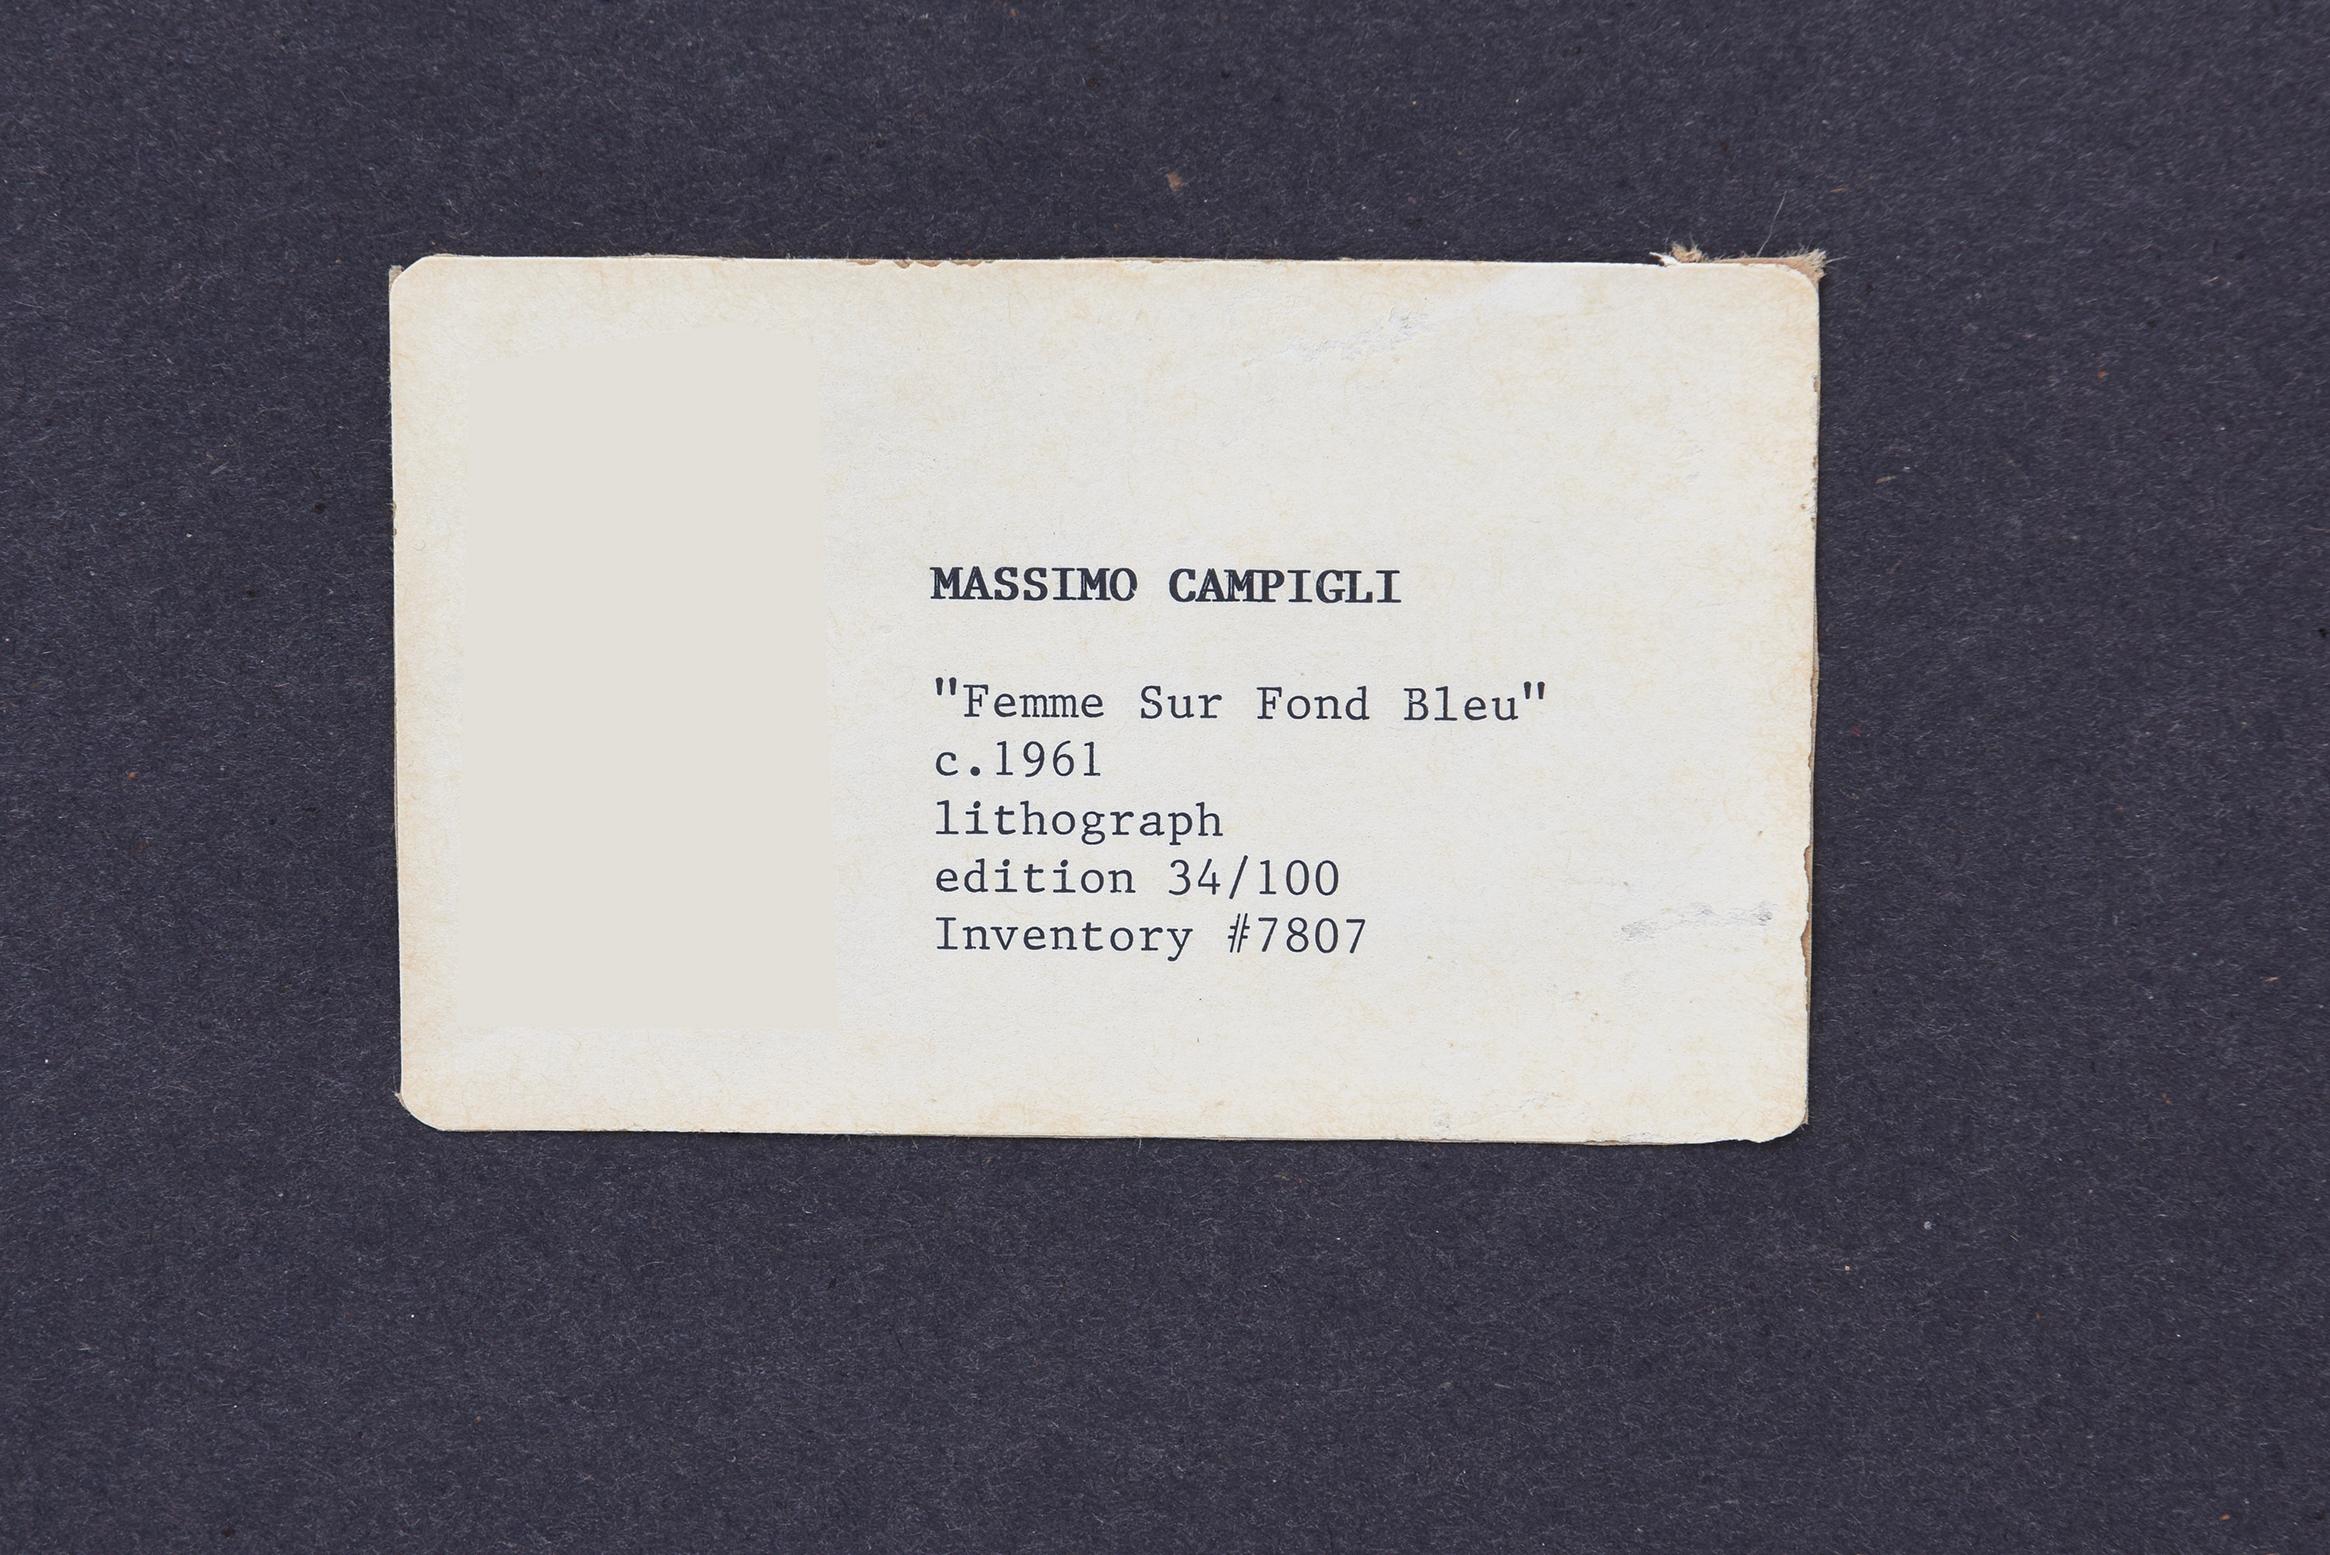 MASSIMO CAMPIGLI
"Femme Sur Fond Bleu"
c.1961
lithograph
edition 34/100
Inventory #7807